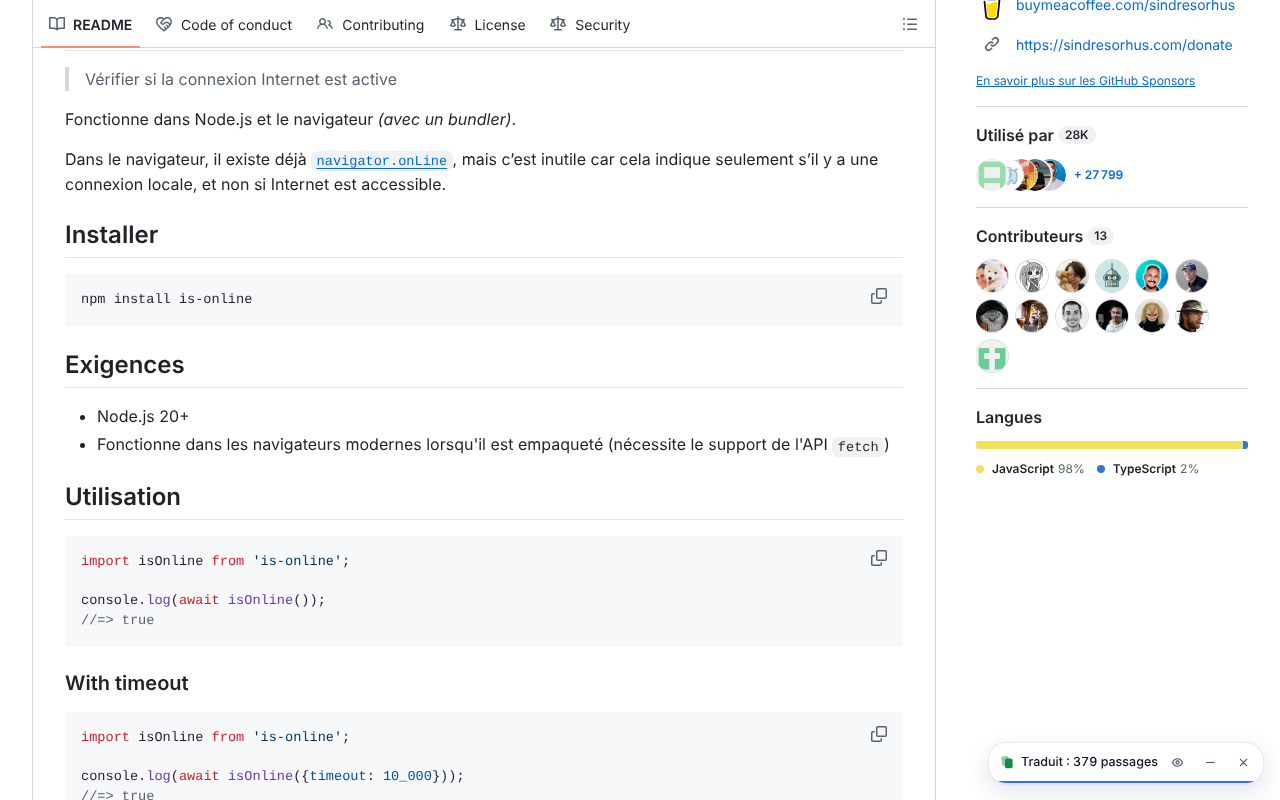 README
Code of conduct
Contributing
License
Security
Vérifier si la connexion Internet est active
Fonctionne dans Node.js et le navigateur (avec un bundler).
Dans le navigateur, il existe déjà navigator.onLine, mais c’est inutile car cela indique seulement s’il y a une
connexion locale, et non si Internet est accessible.
Installer
npm install is-online
Exigences
Node.js 20+
Fonctionne dans les navigateurs modernes lorsqu'il est empaqueté (nécessite le support de l'API fetch)
Utilisation
import isOnline from 'is-online';
console.log(await isOnline());
//=> true
With timeout
import isOnline from 'is-online';
console.log(await isOnline({timeout: 10_000}));
//=> true
buymeacoffee.com/sindresorhus
https://sindresorhus.com/donate
En savoir plus sur les GitHub Sponsors
Utilisé par 28K
+ 27 799
Contributeurs 13
Langues
JavaScript 98% TypeScript 2%
Traduit : 379 passages